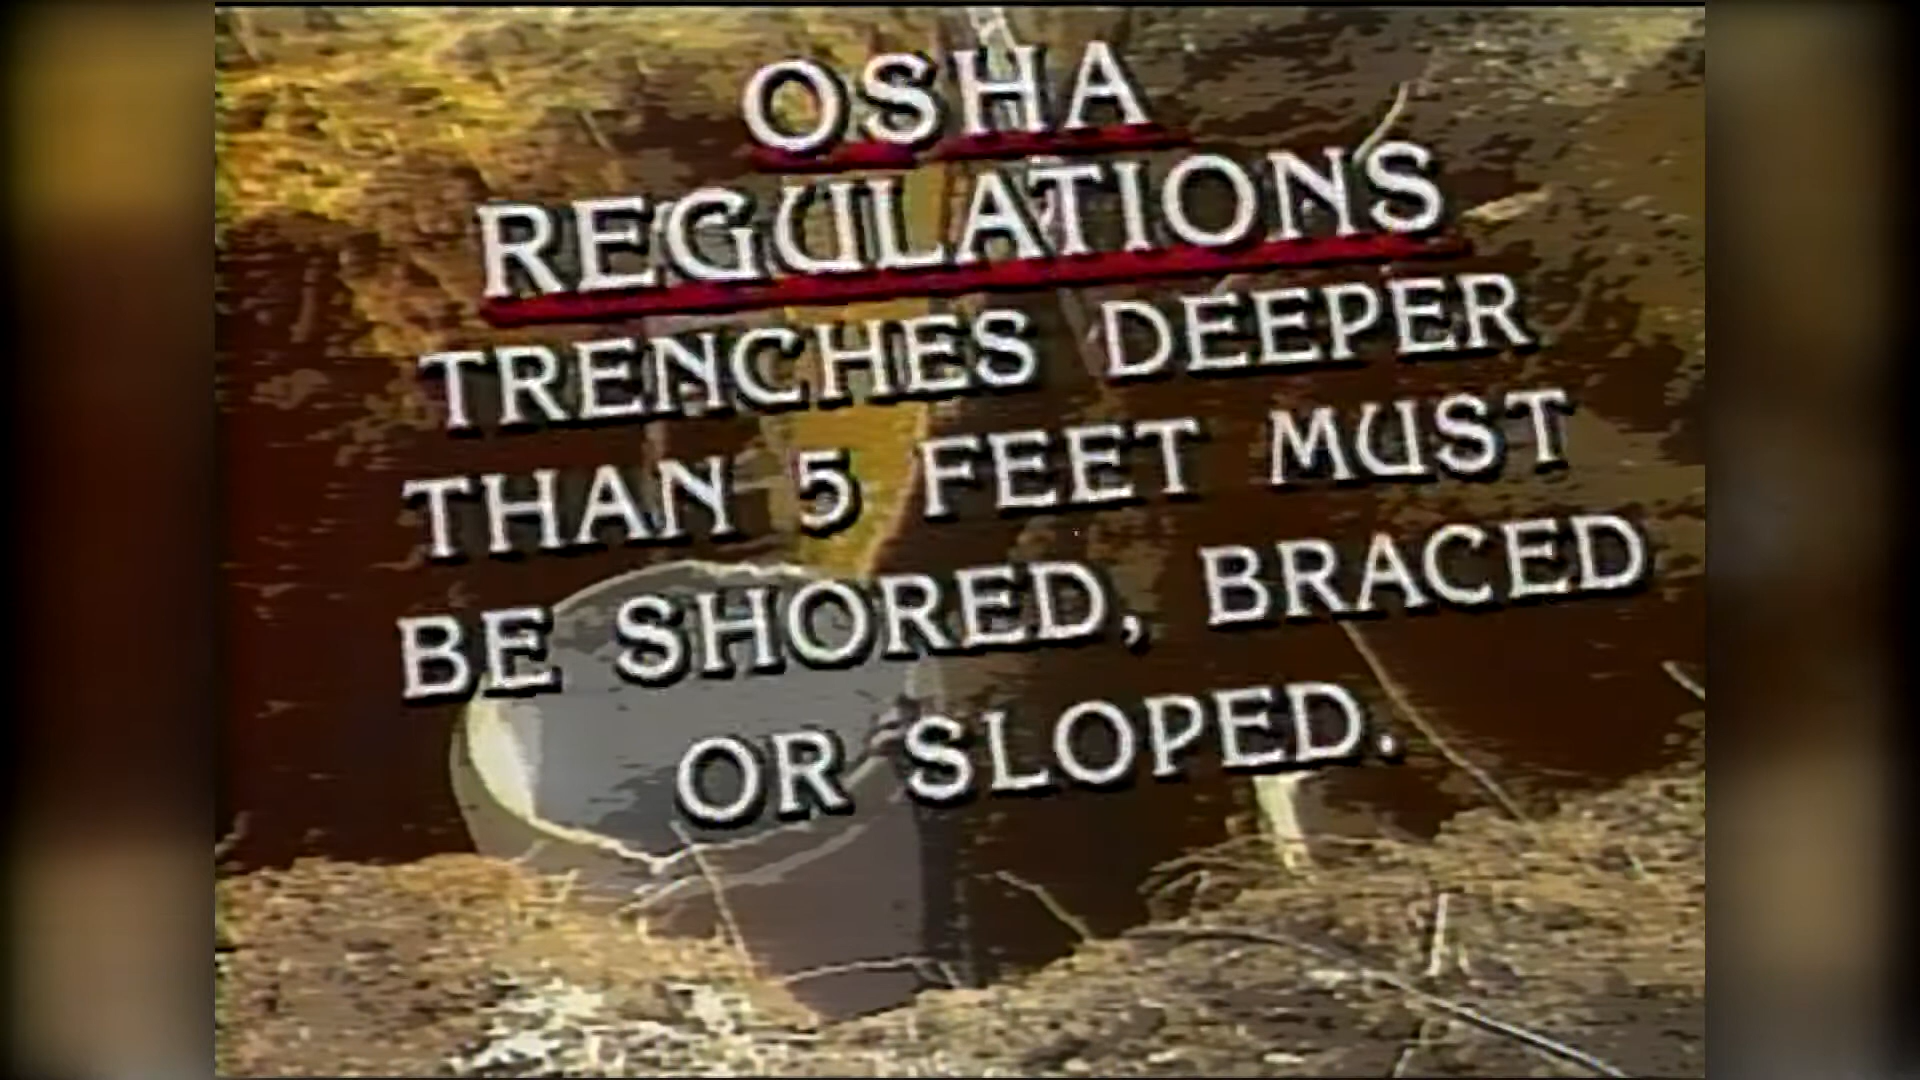 OSHA
REGULATIONS
TRENCHES DEEPER
THAN 5 FEET MUST
BE SHORED, BRACED
OR SLOPED.